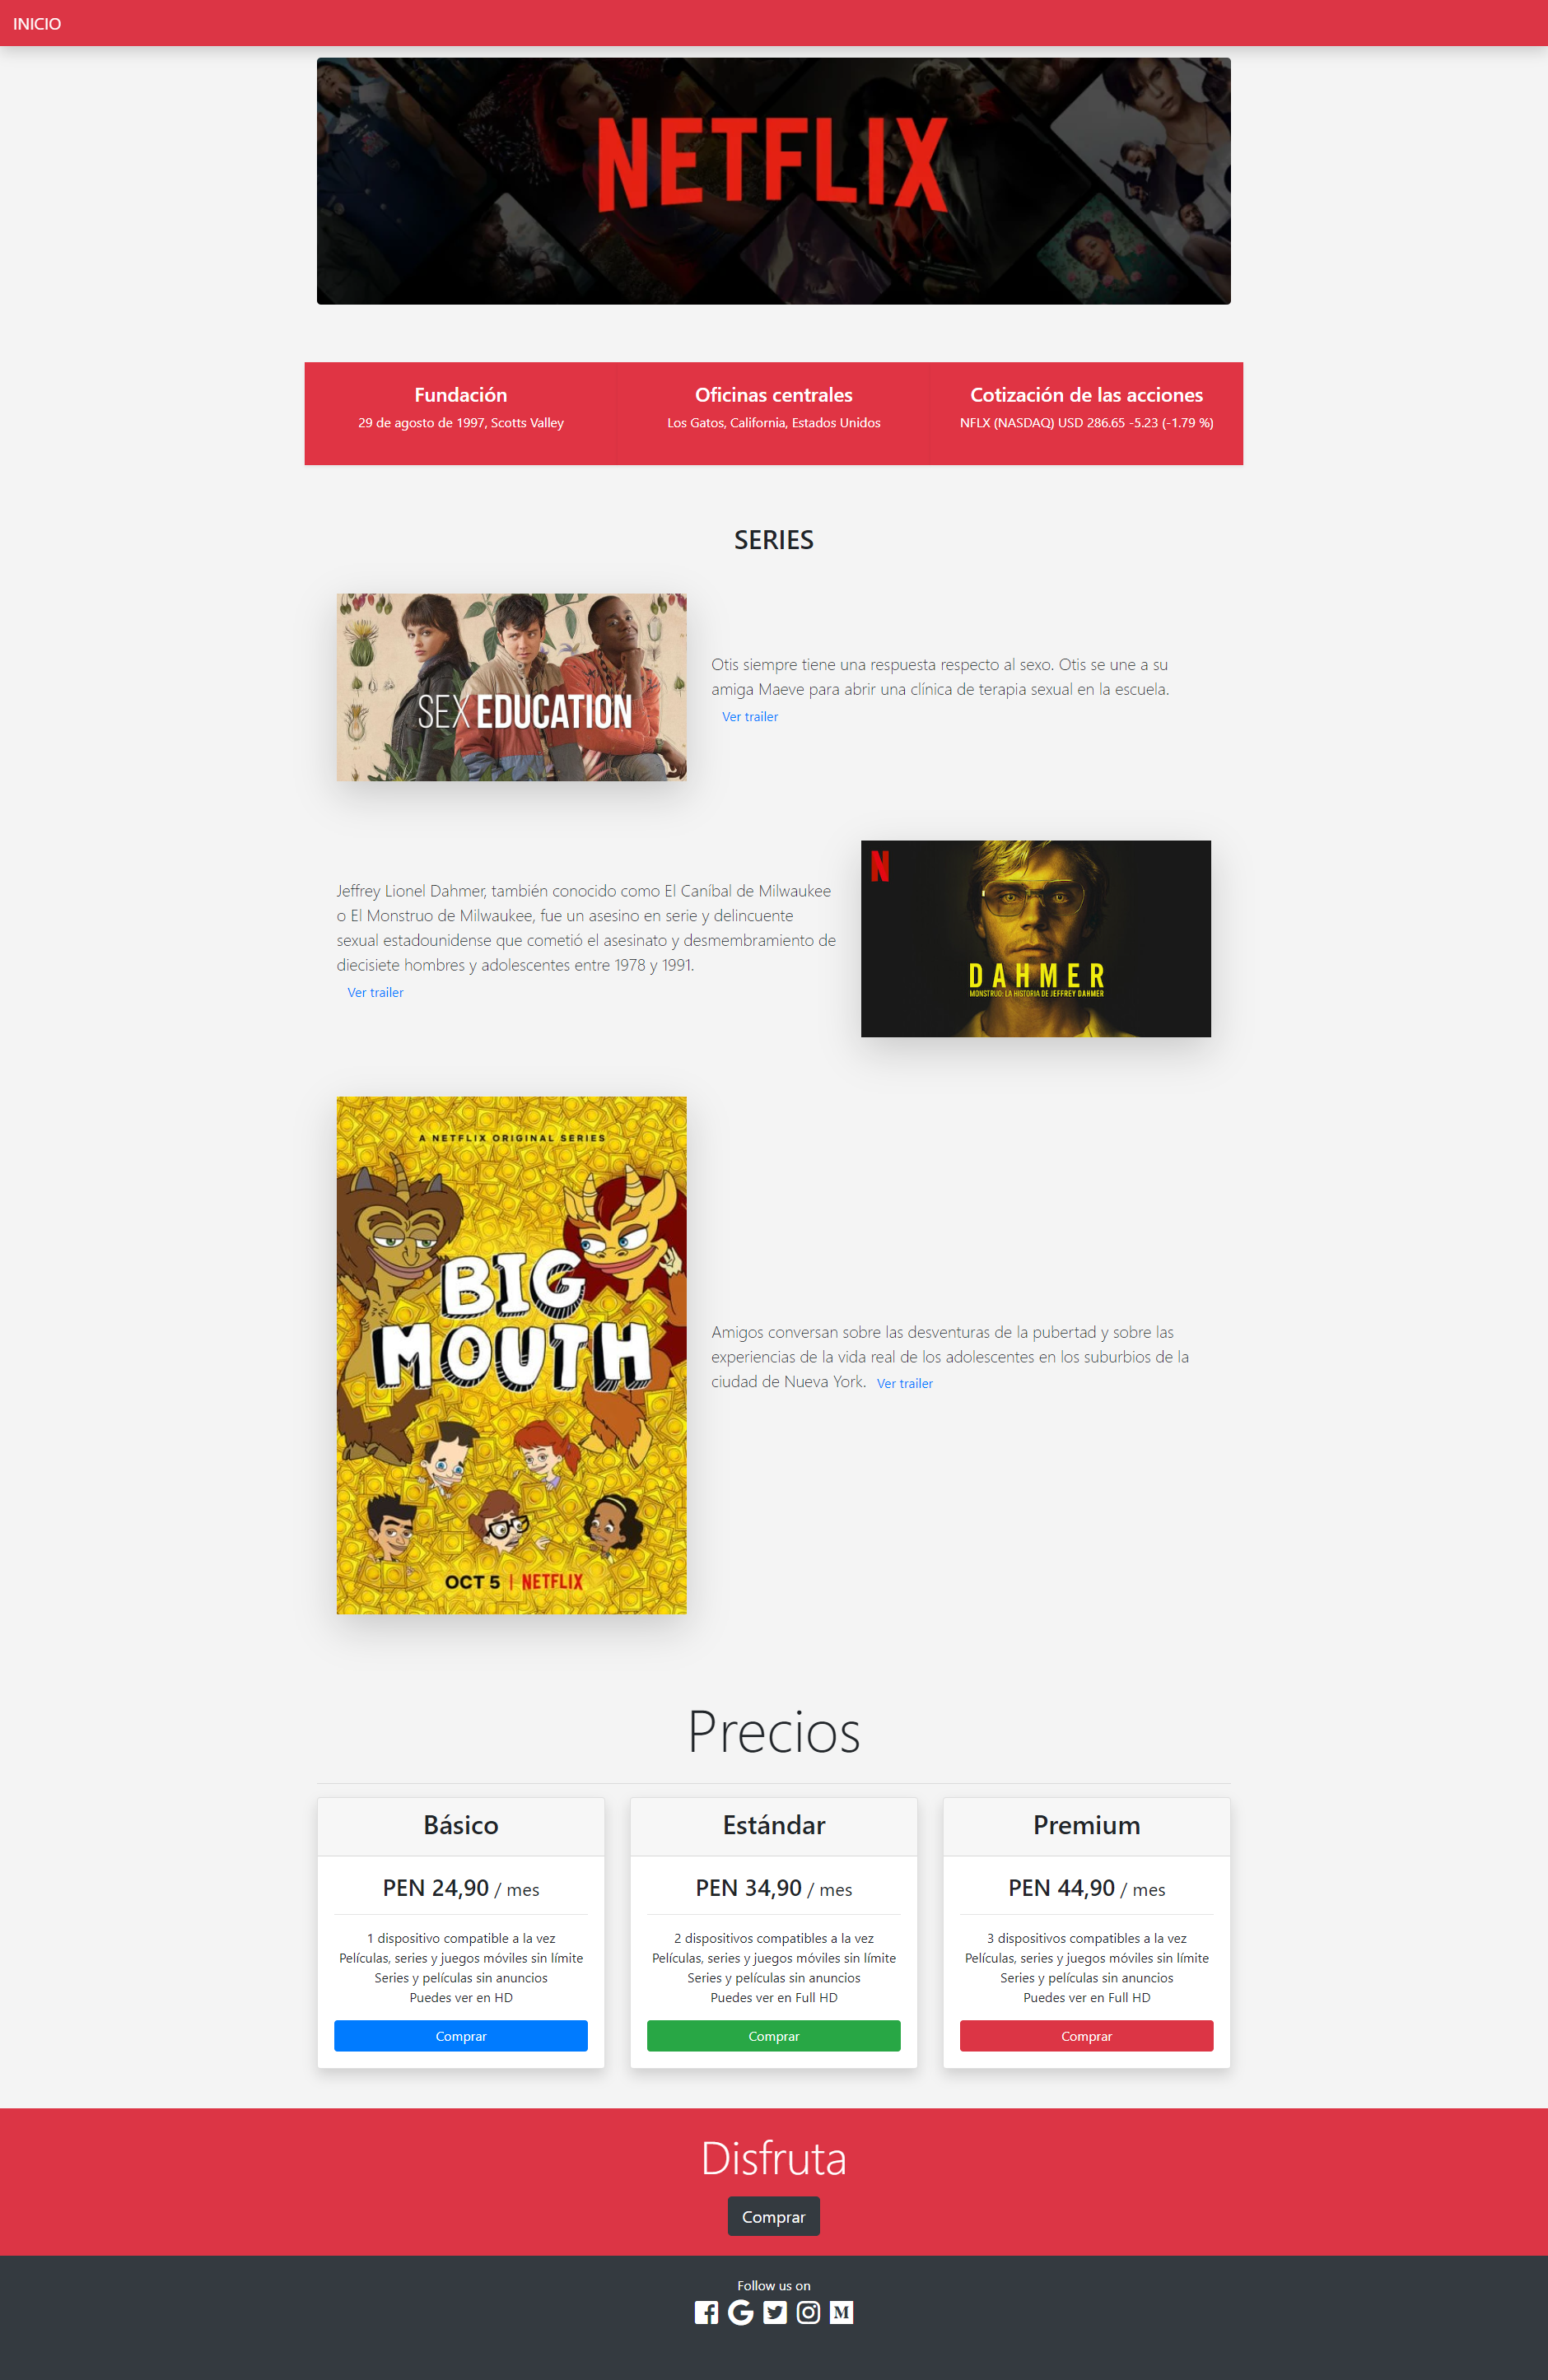 INICIO
NETFLIX
Fundación
29 de agosto de 1997, Scotts Valley
Oficinas centrales
Los Gatos, California, Estados Unidos
Cotización de las acciones
NFLX (NASDAQ) USD 286.65 -5.23 (-1.79 %)
SERIES
SEX EDUCATION
Otis siempre tiene una respuesta respecto al sexo. Otis se une a su
amiga Maeve para abrir una clínica de terapia sexual en la escuela.
Ver trailer
Jeffrey Lionel Dahmer, también conocido como El Caníbal de Milwaukee
o El Monstruo de Milwaukee, fue un asesino en serie y delincuente
sexual estadounidense que cometió el asesinato y desmembramiento de
diecisiete hombres y adolescentes entre 1978 y 1991.
Ver trailer
N
DAHMER
MONSTRUO: LA HISTORIA DE JEFFREY DAHMER
A NETFLIX ORIGINAL SERIES
BIG
MOUTH
OCT 5 | NETFLIX
Amigos conversan sobre las desventuras de la pubertad y sobre las
experiencias de la vida real de los adolescentes en los suburbios de la
ciudad de Nueva York. Ver trailer
Precios
Básico
PEN 24,90 / mes
1 dispositivo compatible a la vez
Películas, series y juegos móviles sin límite
Series y películas sin anuncios
Puedes ver en HD
Comprar
Estándar
PEN 34,90 / mes
2 dispositivos compatibles a la vez
Películas, series y juegos móviles sin límite
Series y películas sin anuncios
Puedes ver en Full HD
Comprar
Premium
PEN 44,90 / mes
3 dispositivos compatibles a la vez
Películas, series y juegos móviles sin límite
Series y películas sin anuncios
Puedes ver en Full HD
Comprar
Disfruta
Comprar
Follow us on